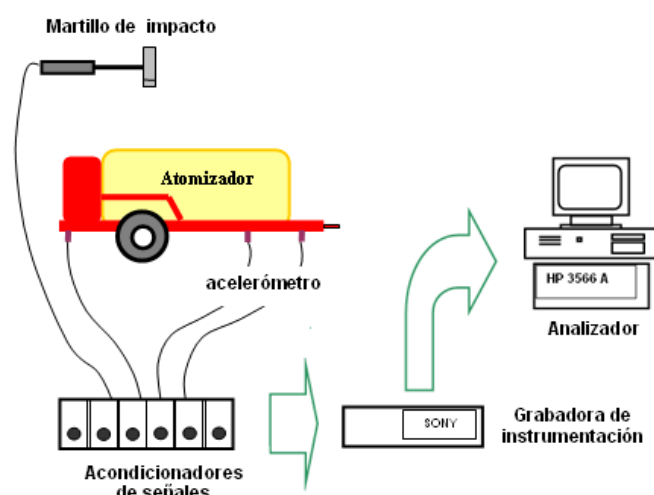 Martillo de impacto
Atomizador
acelerómetro
HP 3566 A
Analizador
SONY
Grabadora de
instrumentación
Acondicionadores
de señales